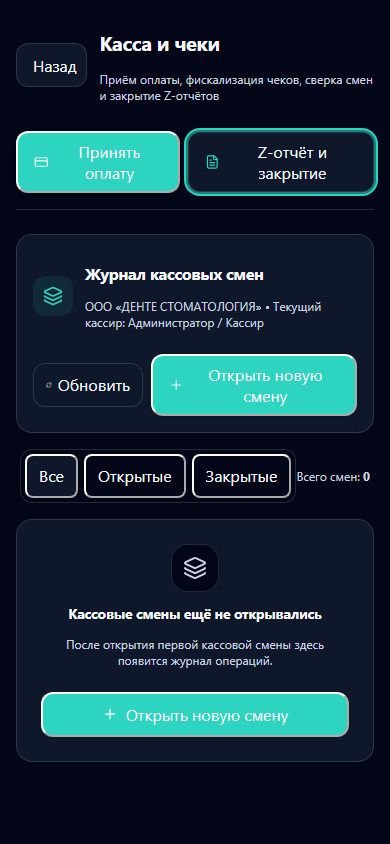 Назад
Касса и чеки
Приём оплаты, фискализация чеков, сверка смен
и закрытие Z-отчётов
Принять
оплату
Z-отчёт и
закрытие
Журнал кассовых смен
ООО «ДЕНТЕ СТОМАТОЛОГИЯ» • Текущий
кассир: Администратор / Кассир
Обновить
Открыть новую
смену
Все
Открытые
Закрытые
Всего смен: 0
Кассовые смены ещё не открывались
После открытия первой кассовой смены здесь
появится журнал операций.
Открыть новую смену